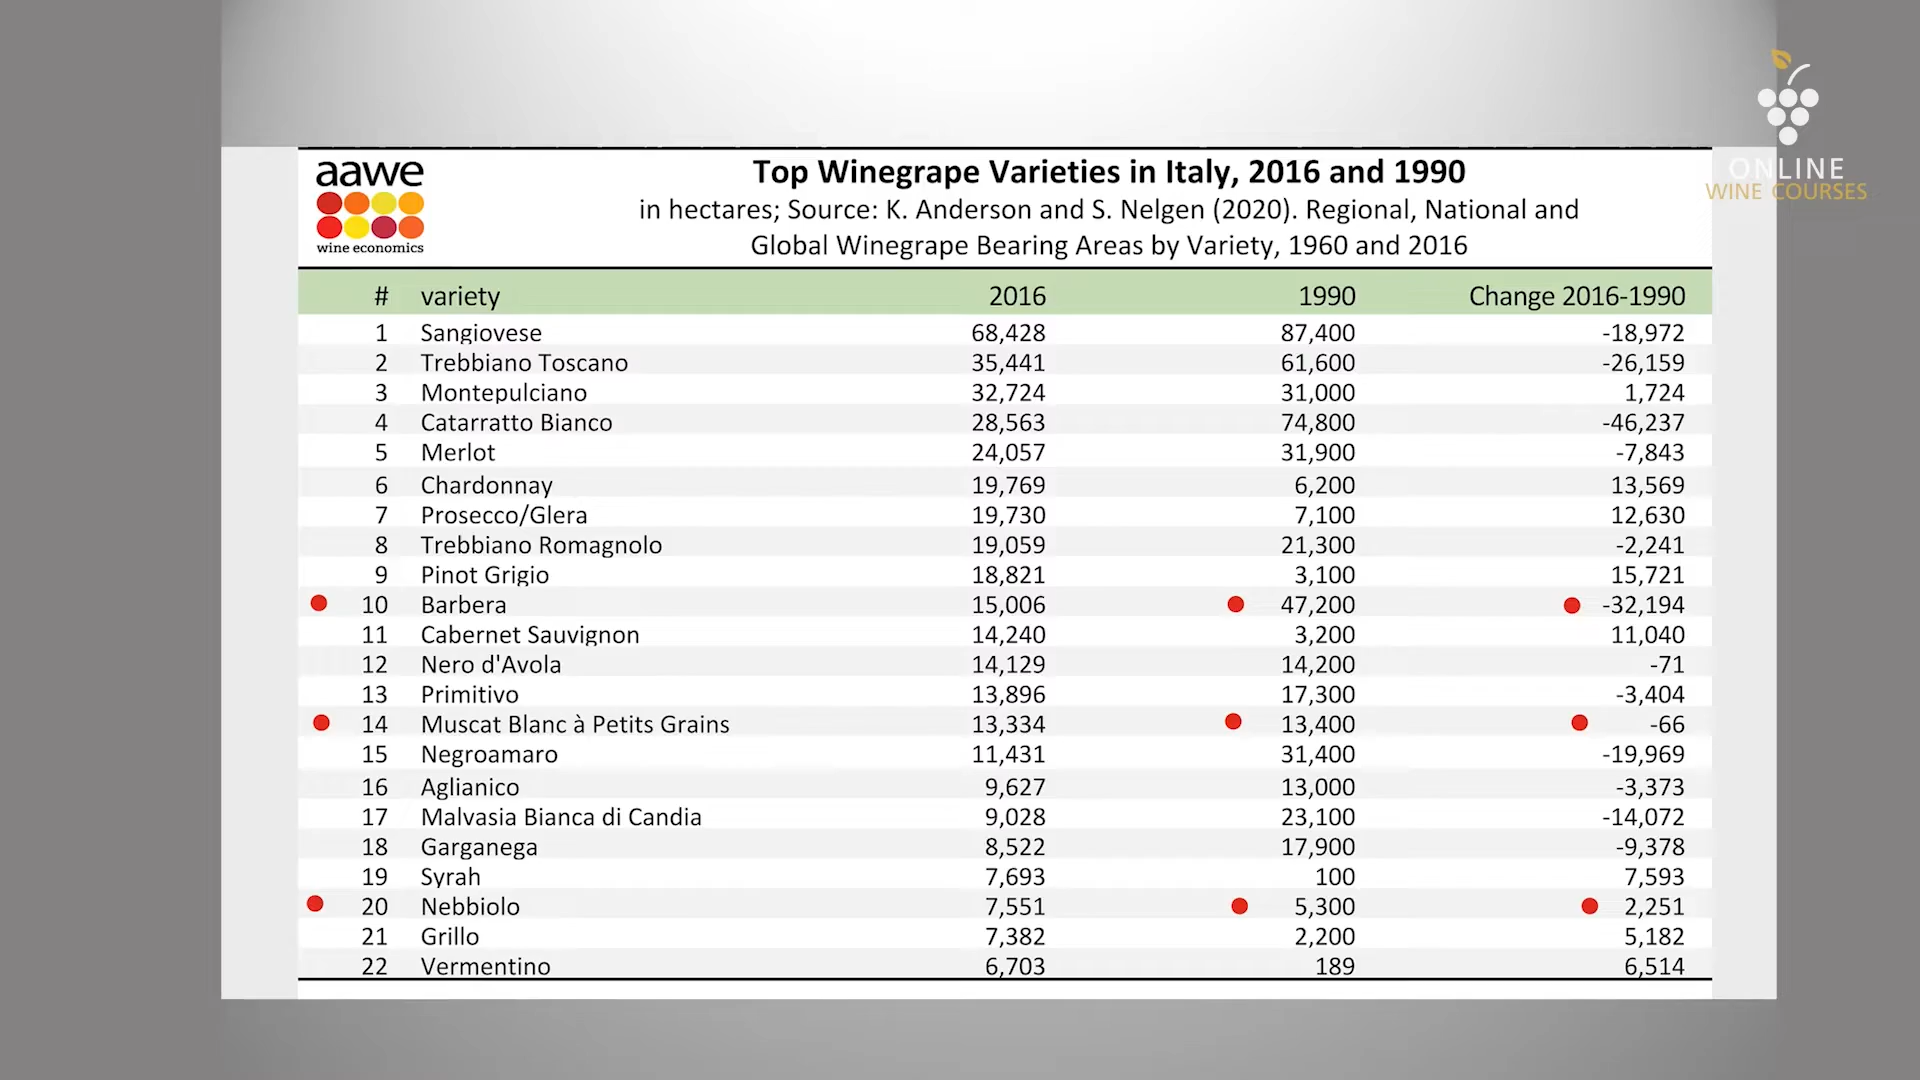 ONLINE
WINE COURSES
aawe
wine economics
Top Winegrape Varieties in Italy, 2016 and 1990
in hectares; Source: K. Anderson and S. Nelgen (2020). Regional, National and
Global Winegrape Bearing Areas by Variety, 1960 and 2016
# variety 2016 1990 Change 2016-1990
1 Sangiovese 68,428 87,400 -18,972
2 Trebbiano Toscano 35,441 61,600 -26,159
3 Montepulciano 32,724 31,000 1,724
4 Catarratto Bianco 28,563 74,800 -46,237
5 Merlot 24,057 31,900 -7,843
6 Chardonnay 19,769 6,200 13,569
7 Prosecco/Glera 19,730 7,100 12,630
8 Trebbiano Romagnolo 19,059 21,300 -2,241
9 Pinot Grigio 18,821 3,100 15,721
10 Barbera 15,006 47,200 -32,194
11 Cabernet Sauvignon 14,240 3,200 11,040
12 Nero d'Avola 14,129 14,200 -71
13 Primitivo 13,896 17,300 -3,404
14 Muscat Blanc à Petits Grains 13,334 13,400 -66
15 Negroamaro 11,431 31,400 -19,969
16 Aglianico 9,627 13,000 -3,373
17 Malvasia Bianca di Candia 9,028 23,100 -14,072
18 Garganega 8,522 17,900 -9,378
19 Syrah 7,693 100 7,593
20 Nebbiolo 7,551 5,300 2,251
21 Grillo 7,382 2,200 5,182
22 Vermentino 6,703 189 6,514